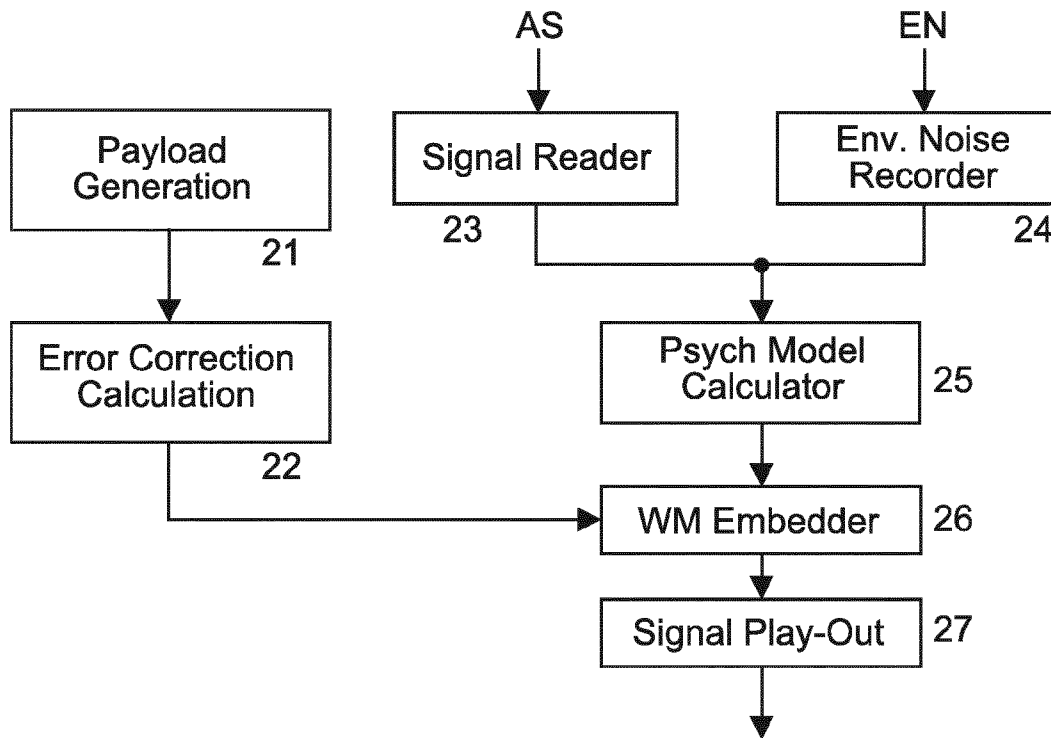 AS
EN
Payload
Generation
21
Signal Reader
23
Env. Noise
Recorder
24
Error Correction
Calculation
22
Psych Model
Calculator
25
WM Embedder
26
Signal Play-Out
27